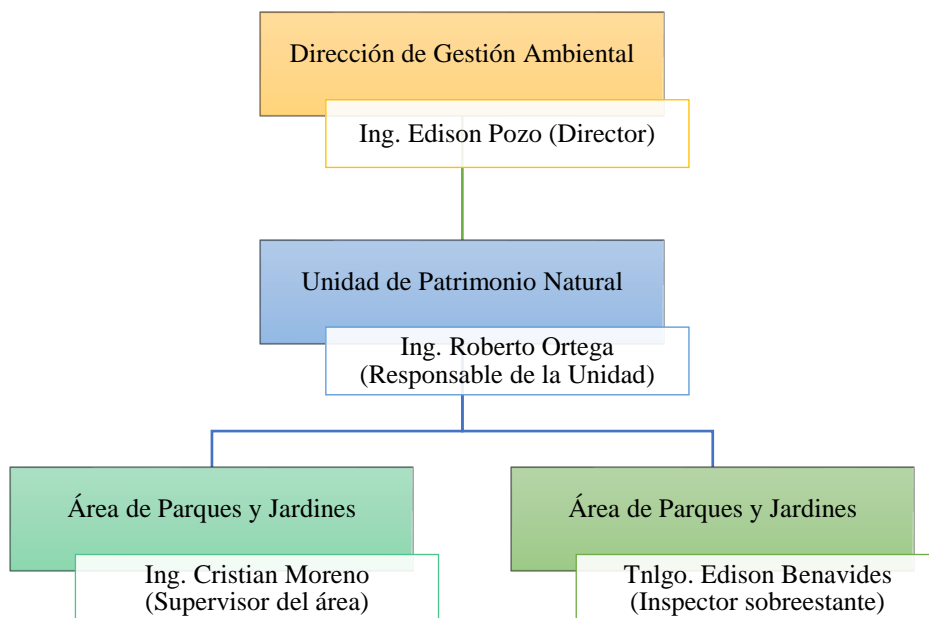 Dirección de Gestión Ambiental
Ing. Edison Pozo (Director)
Unidad de Patrimonio Natural
Ing. Roberto Ortega
(Responsable de la Unidad)
Área de Parques y Jardines
Ing. Cristian Moreno
(Supervisor del área)
Área de Parques y Jardines
Tnlgo. Edison Benavides
(Inspector sobreestante)